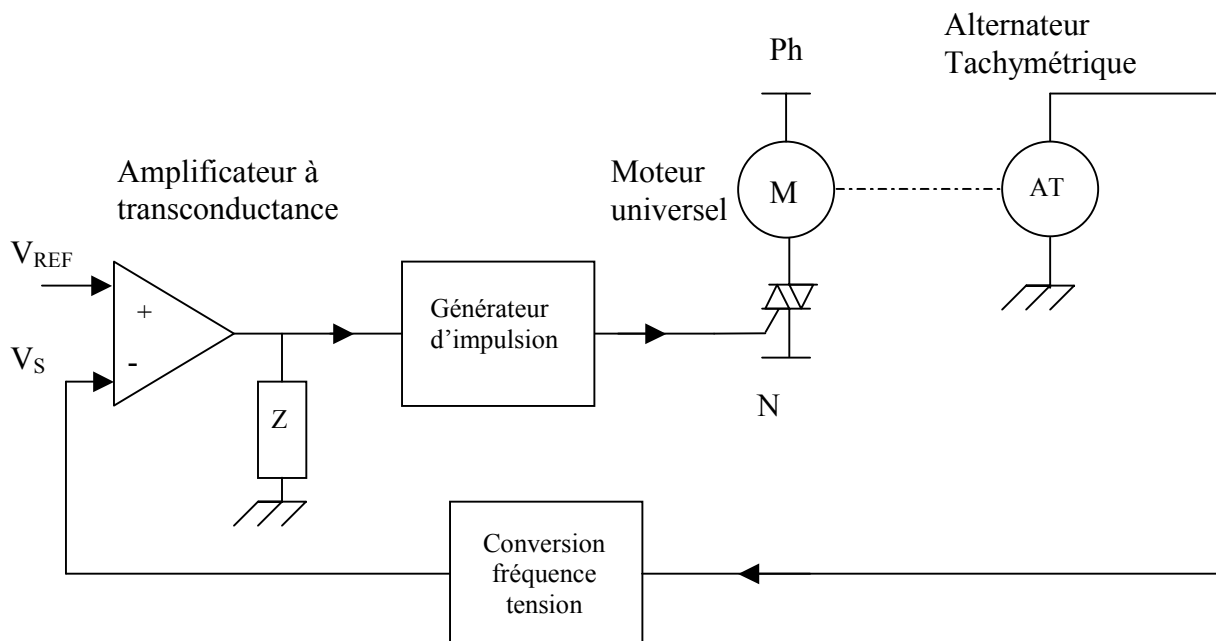 Alternateur
Tachymétrique
Ph
Amplificateur à
transconductance
Moteur
universel
M
AT
V_REF
+
Générateur
d'impulsion
V_S
-
Z
N
Conversion
fréquence
tension